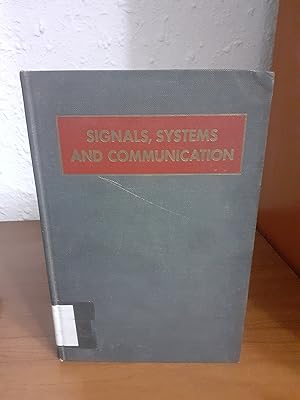 SIGNALS, SYSTEMS
AND COMMUNICATION